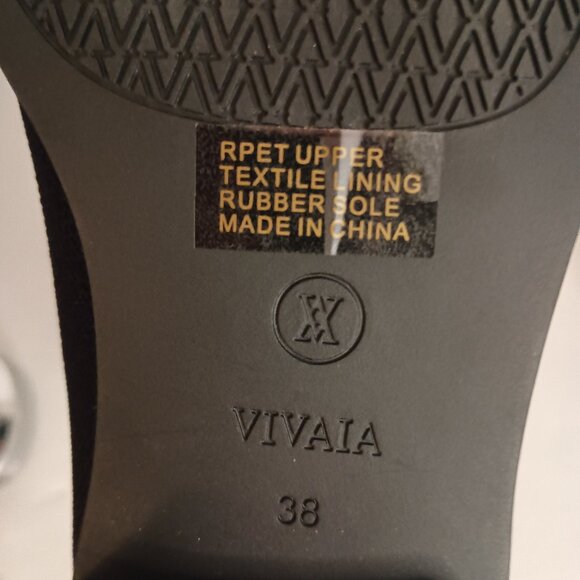 RPET UPPER
TEXTILE LINING
RUBBER SOLE
MADE IN CHINA
VIVAIA
38